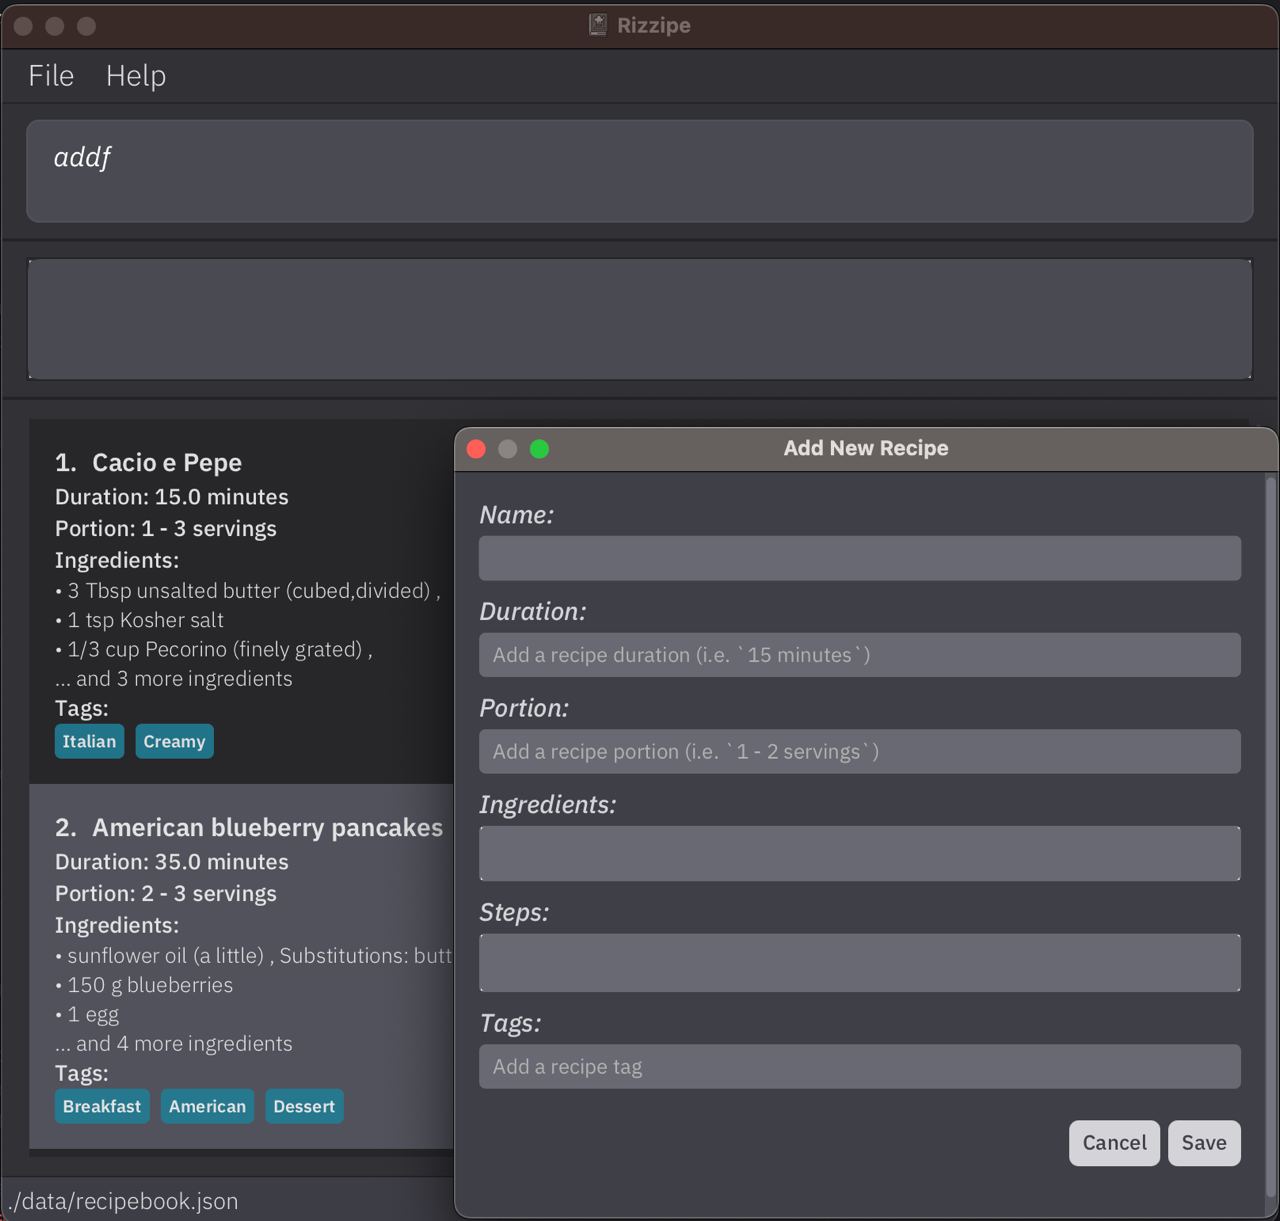 Rizzipe
File Help
addf
1. Cacio e Pepe
Duration: 15.0 minutes
Portion: 1 - 3 servings
Ingredients:
• 3 Tbsp unsalted butter (cubed,divided) ,
• 1 tsp Kosher salt
• 1/3 cup Pecorino (finely grated) ,
... and 3 more ingredients
Tags:
Italian Creamy
2. American blueberry pancakes
Duration: 35.0 minutes
Portion: 2 - 3 servings
Ingredients:
• sunflower oil (a little) , Substitutions: butt
• 150 g blueberries
• 1 egg
... and 4 more ingredients
Tags:
Breakfast American Dessert
Add New Recipe
Name:
Duration:
Add a recipe duration (i.e. `15 minutes`)
Portion:
Add a recipe portion (i.e. `1 - 2 servings`)
Ingredients:
Steps:
Tags:
Add a recipe tag
Cancel Save
./data/recipebook.json